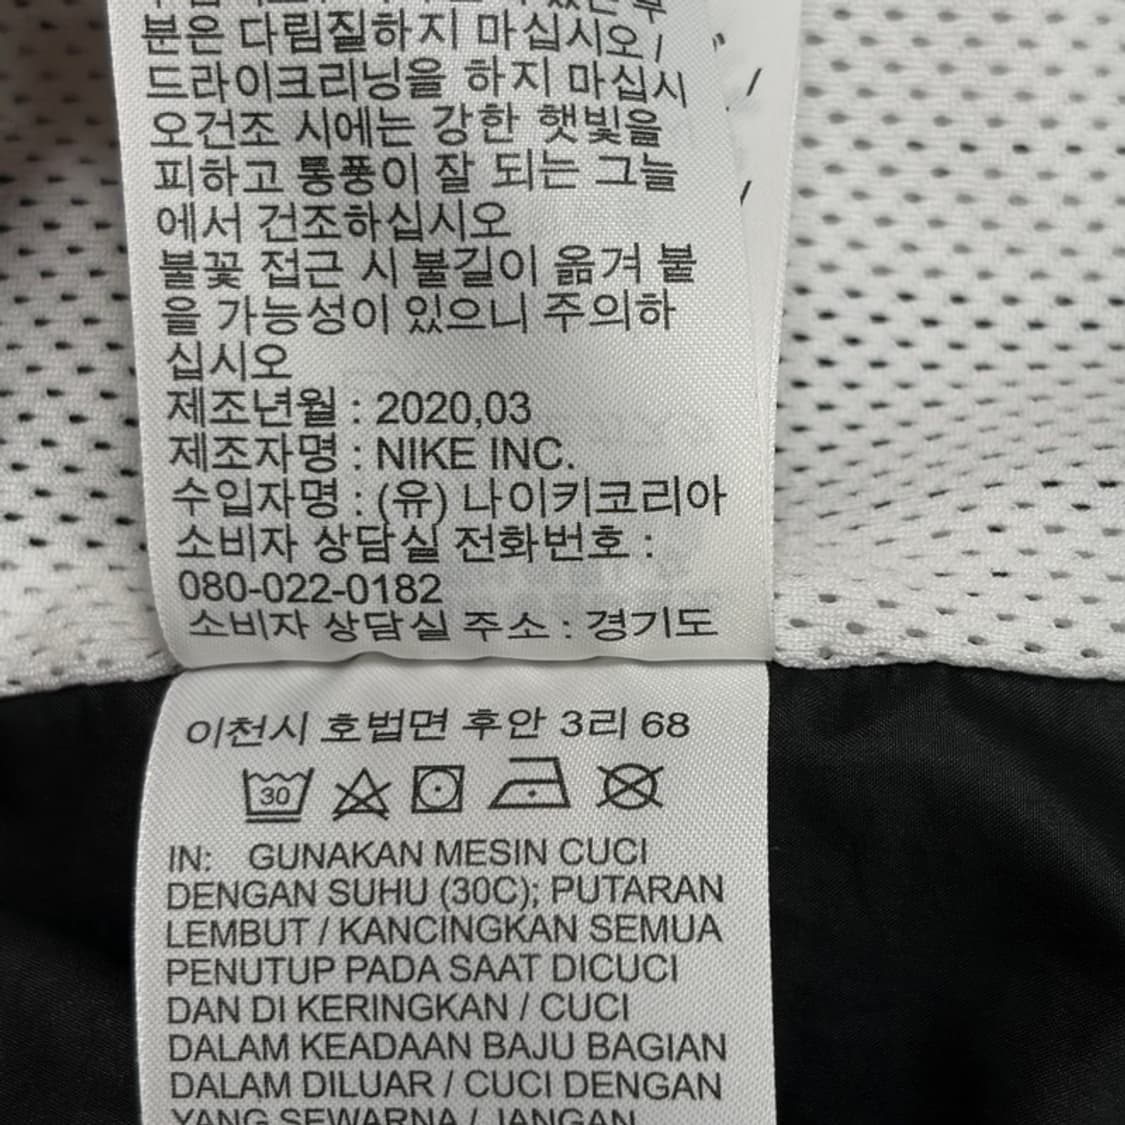 분은 다림질하지 마십시오 /
드라이크리닝을 하지 마십시
오건조 시에는 강한 햇빛을
피하고 통풍이 잘 되는 그늘
에서 건조하십시오
불꽃 접근 시 불길이 옮겨 붙
을 가능성이 있으니 주의하
십시오
제조년월 : 2020,03
제조자명 : NIKE INC.
수입자명 : (유) 나이키코리아
소비자 상담실 전화번호 :
080-022-0182
소비자 상담실 주소 : 경기도
이천시 호법면 후안 3리 68
30
IN: GUNAKAN MESIN CUCI
DENGAN SUHU (30C); PUTARAN
LEMBUT / KANCINGKAN SEMUA
PENUTUP PADA SAAT DICUCI
DAN DI KERINGKAN / CUCI
DALAM KEADAAN BAJU BAGIAN
DALAM DILUAR / CUCI DENGAN
YANG SEWARNA / JANGAN